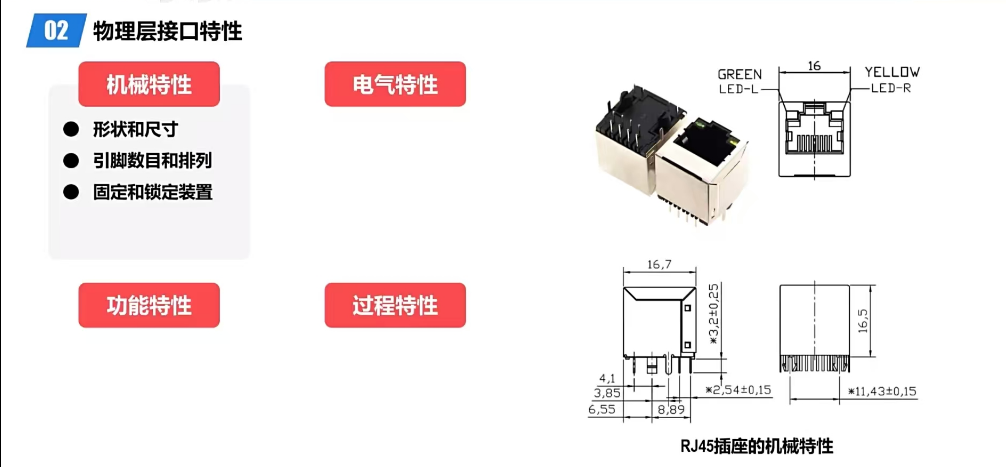 02 物理层接口特性
机械特性
形状和尺寸
引脚数目和排列
固定和锁定装置
电气特性
功能特性
过程特性
GREEN
LED-L
16
YELLOW
LED-R
16,7
※3,2±0,25
4,1
3,85
6,55
8,89
※2,54±0,15
16,5
※11,43±0,15
RJ45插座的机械特性